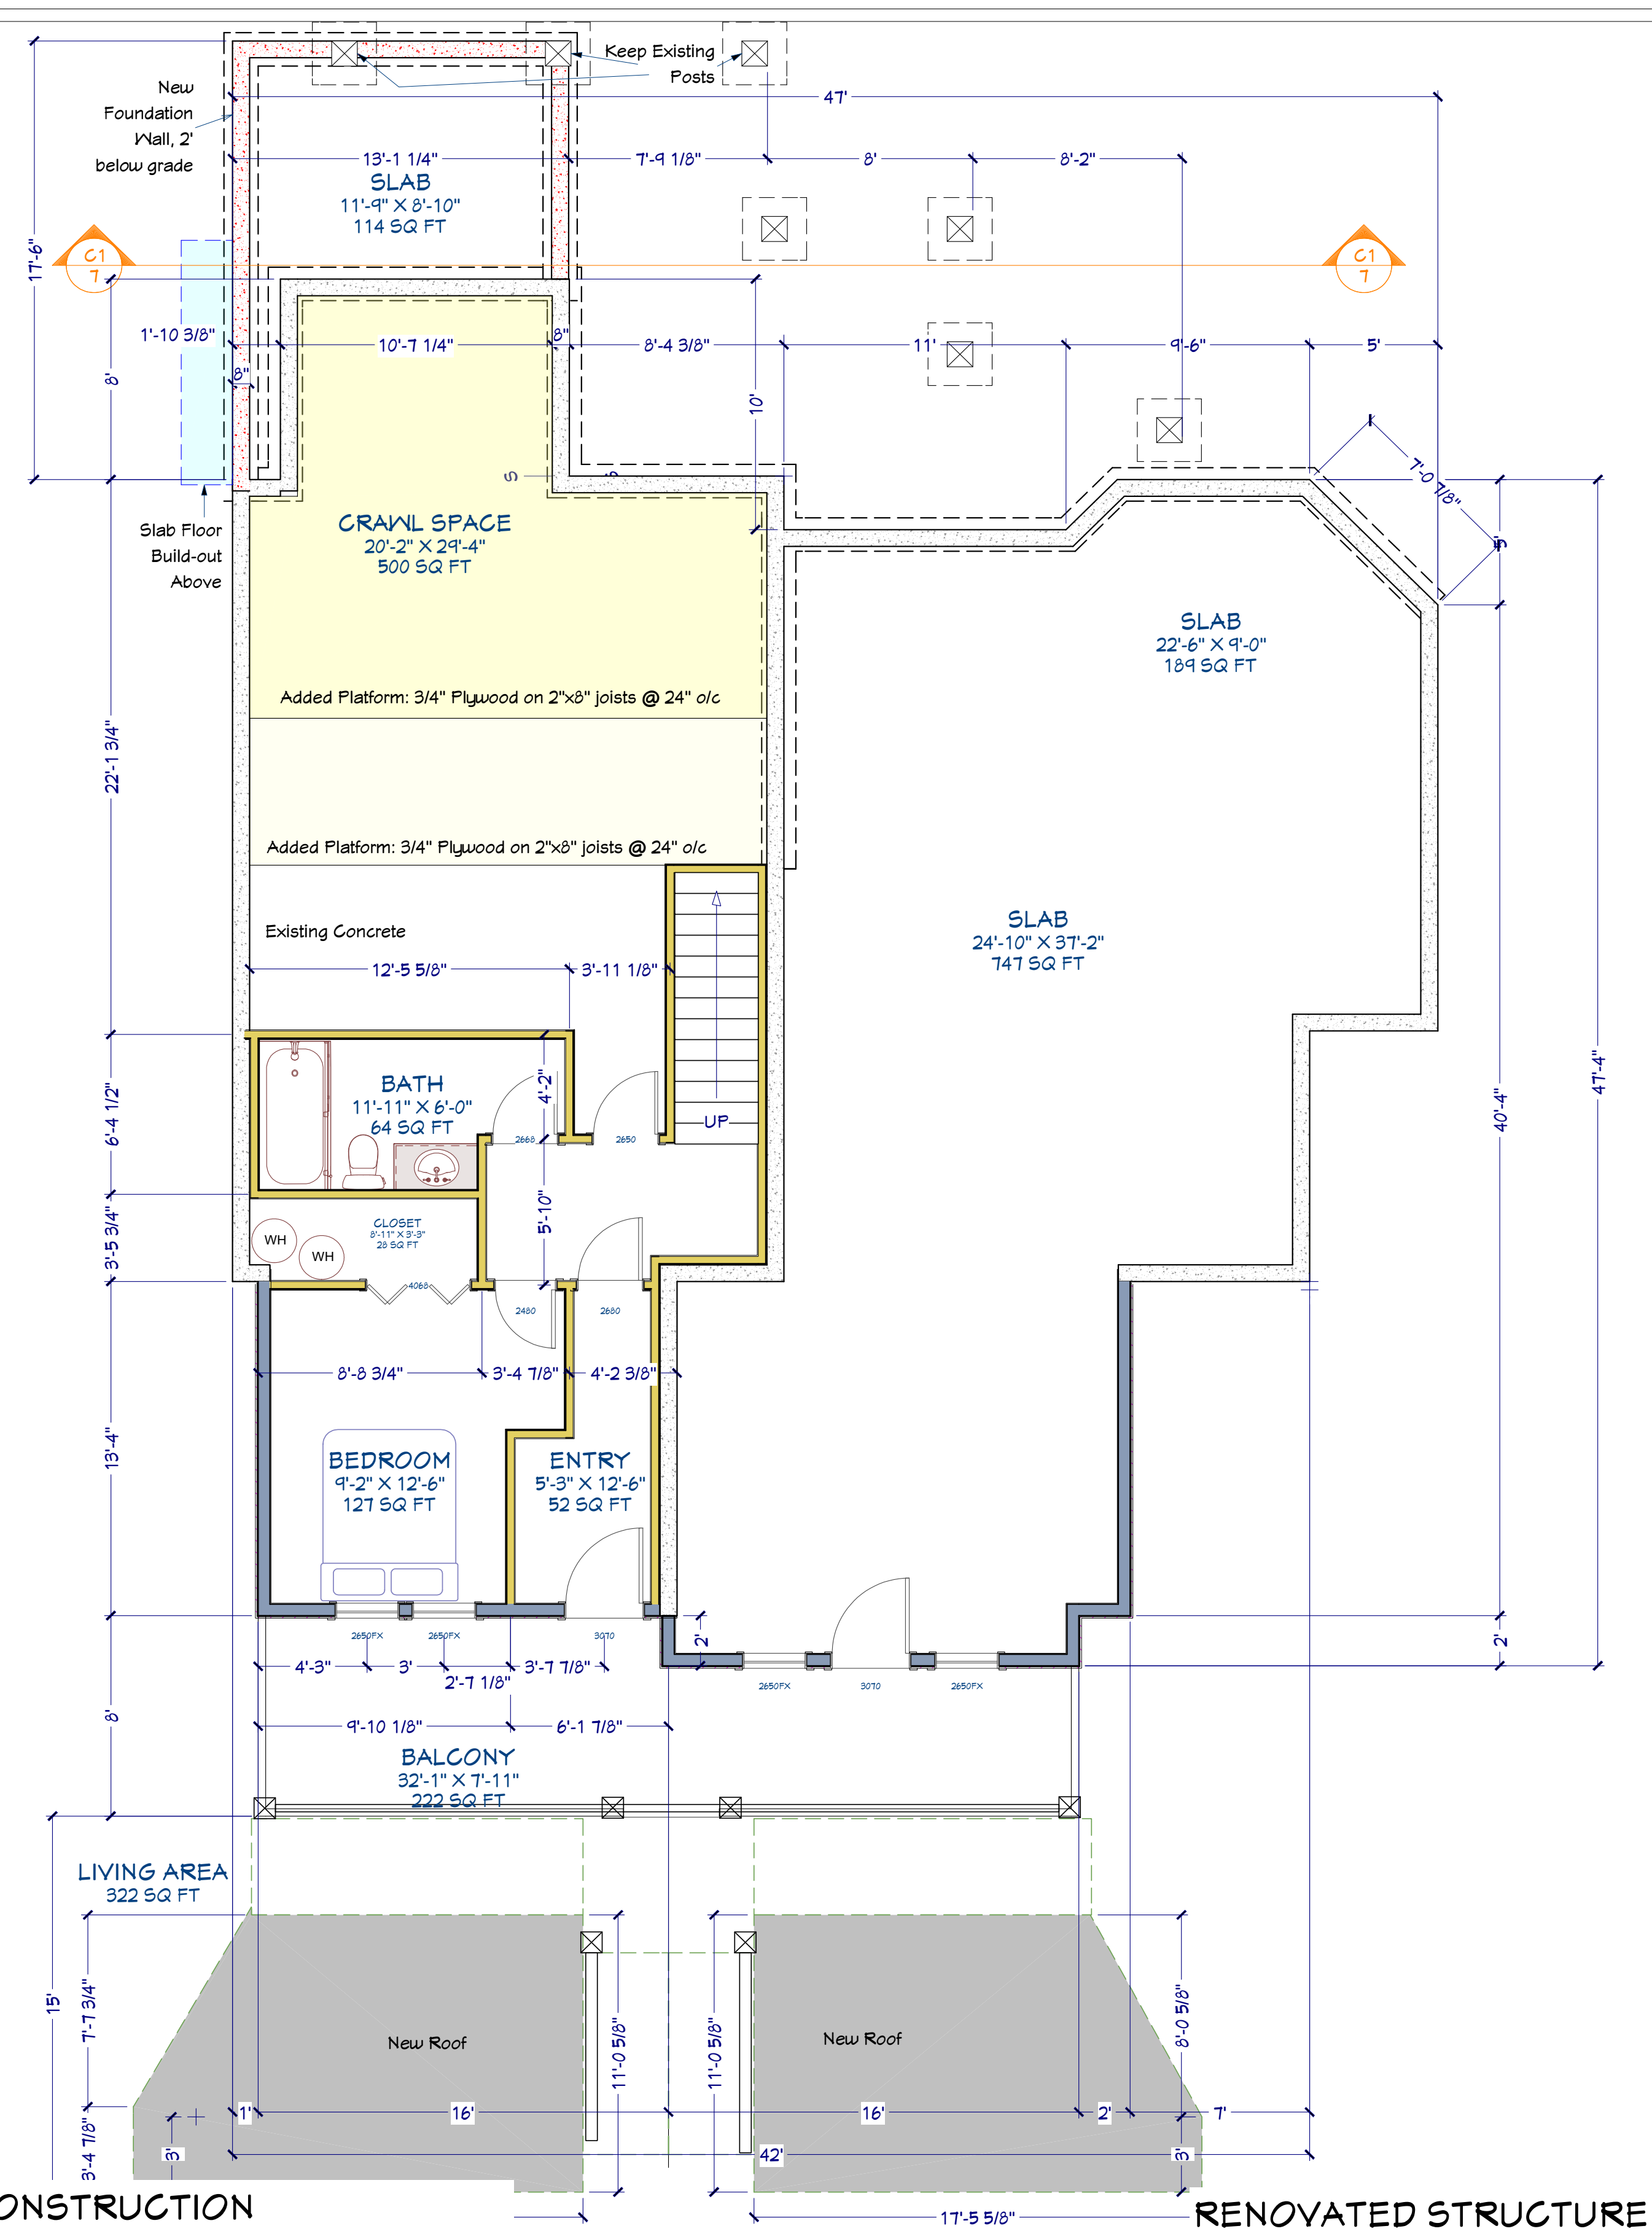 Keep Existing
Posts
New
Foundation
Wall, 2'
below grade
47'
13'-1 1/4"
7'-9 1/8"
8'
8'-2"
SLAB
11'-9" X 8'-10"
114 SQ FT
17'-6"
C1
7
C1
7
1'-10 3/8"
10'-7 1/4"
8"
8'-4 3/8"
11'
9'-6"
5'
8"
8'
10'
7'-0 7/8"
S
S
Slab Floor
Build-out
Above
CRAWL SPACE
20'-2" X 29'-4"
500 SQ FT
5'
SLAB
22'-6" X 9'-0"
189 SQ FT
Added Platform: 3/4" Plywood on 2"x8" joists @ 24" o/c
22'-1 3/4"
Added Platform: 3/4" Plywood on 2"x8" joists @ 24" o/c
Existing Concrete
SLAB
24'-10" X 37'-2"
747 SQ FT
12'-5 5/8"
3'-11 1/8"
47'-4"
40'-4"
BATH
11'-11" X 6'-0"
64 SQ FT
4'-2"
6'-4 1/2"
UP
2668
2650
5'-10"
3'-5 3/4"
CLOSET
8'-11" X 3'-3"
28 SQ FT
WH
WH
4068
2480
2680
8'-8 3/4"
3'-4 7/8"
4'-2 3/8"
13'-4"
BEDROOM
9'-2" X 12'-6"
127 SQ FT
ENTRY
5'-3" X 12'-6"
52 SQ FT
2650FX
2650FX
3070
2'
2'
4'-3"
3'
2'-7 1/8"
3'-7 7/8"
2650FX
3070
2650FX
8'
9'-10 1/8"
6'-1 7/8"
BALCONY
32'-1" X 7'-11"
222 SQ FT
LIVING AREA
322 SQ FT
15'
7'-7 3/4"
11'-0 5/8"
11'-0 5/8"
8'-0 5/8"
New Roof
New Roof
1'
16'
16'
2'
7'
3'-4 7/8"
3'
42'
3'
ONSTRUCTION
17'-5 5/8"
RENOVATED STRUCTURE